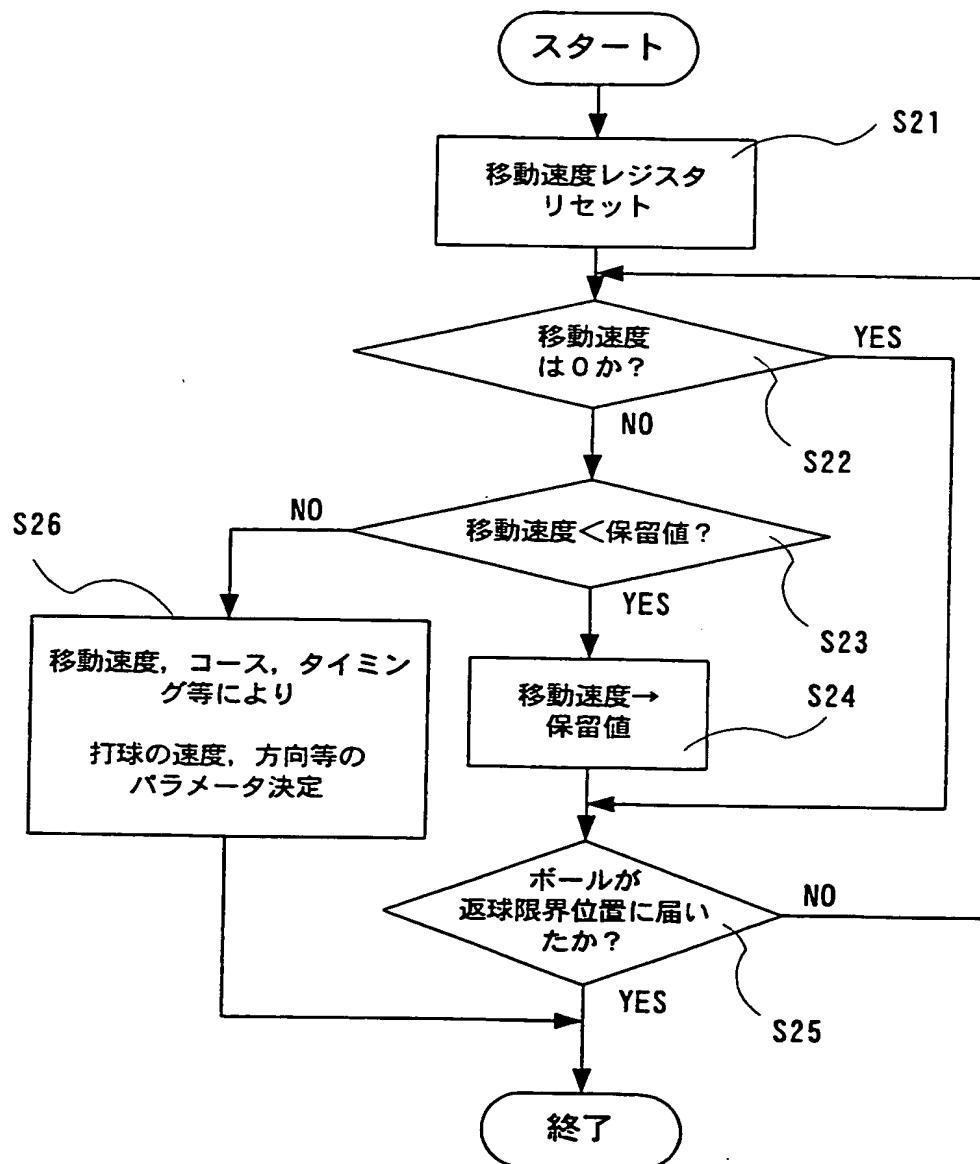 スタート
S21
移動速度レジスタ
リセット
移動速度
は0か？
YES
NO
S22
S26
NO
移動速度＜保留値？
YES
S23
移動速度，コース，タイミン
グ等により
打球の速度，方向等の
パラメータ決定
移動速度→
保留値
S24
ボールが
返球限界位置に届い
たか？
NO
YES
S25
終了